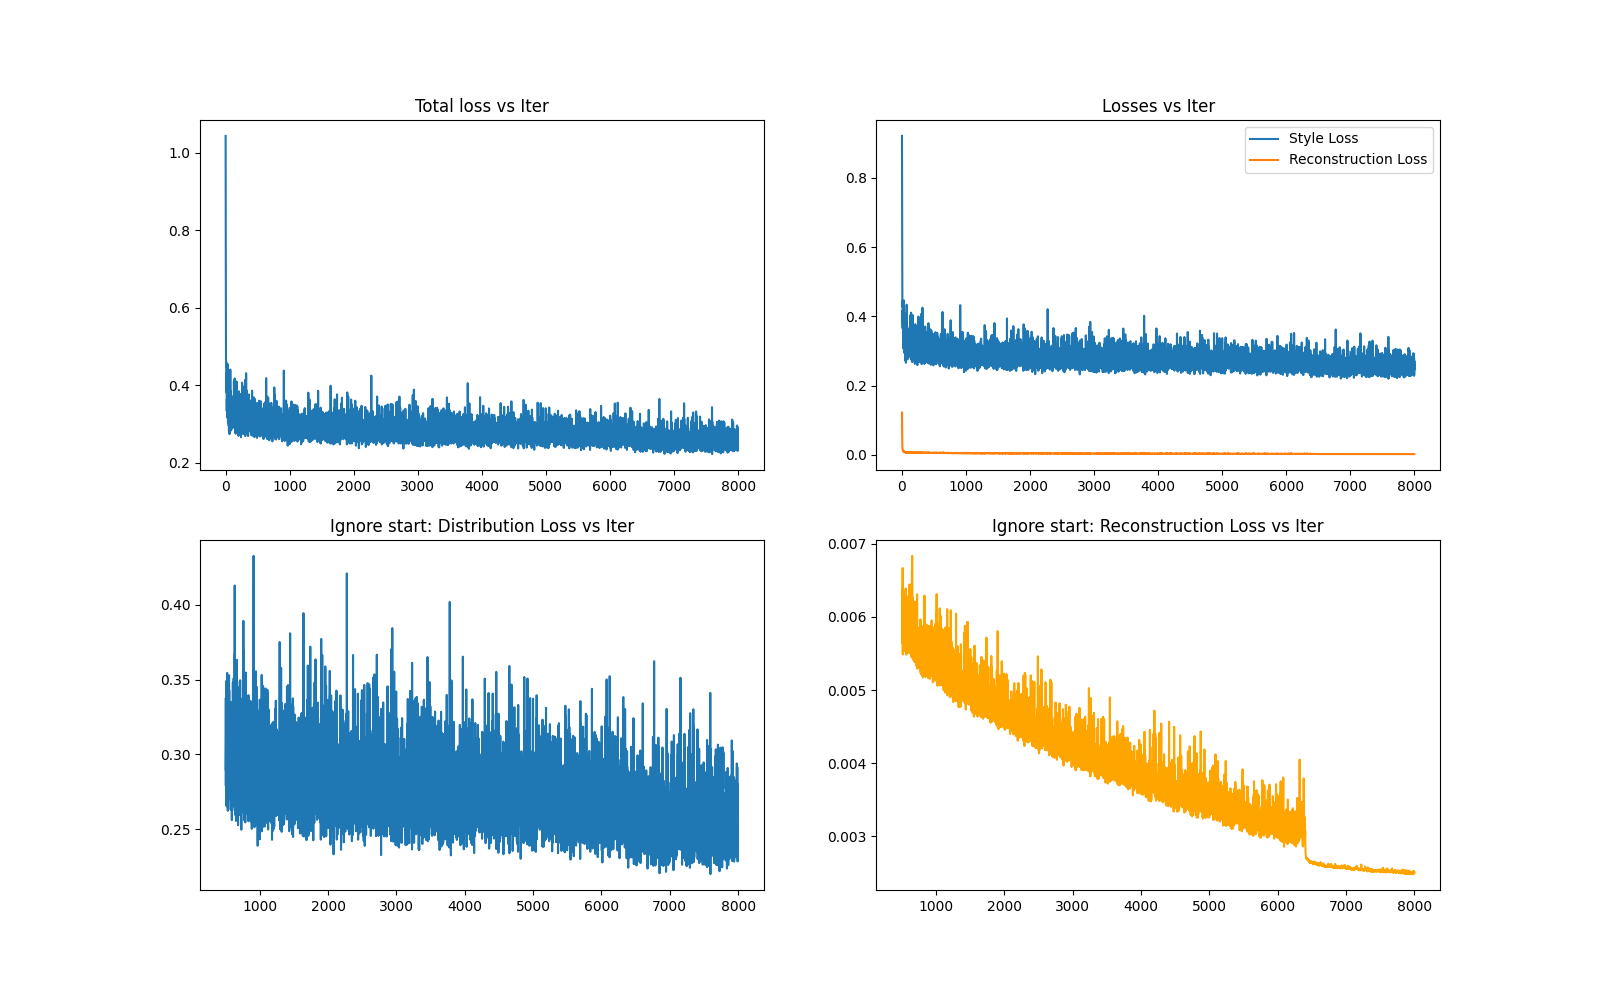 Total loss vs Iter
1.0
0.8
0.6
0.4
0.2
0 1000 2000 3000 4000 5000 6000 7000 8000
Losses vs Iter
Style Loss
Reconstruction Loss
0.8
0.6
0.4
0.2
0.0
0 1000 2000 3000 4000 5000 6000 7000 8000
Ignore start: Distribution Loss vs Iter
0.40
0.35
0.30
0.25
1000 2000 3000 4000 5000 6000 7000 8000
Ignore start: Reconstruction Loss vs Iter
0.007
0.006
0.005
0.004
0.003
1000 2000 3000 4000 5000 6000 7000 8000